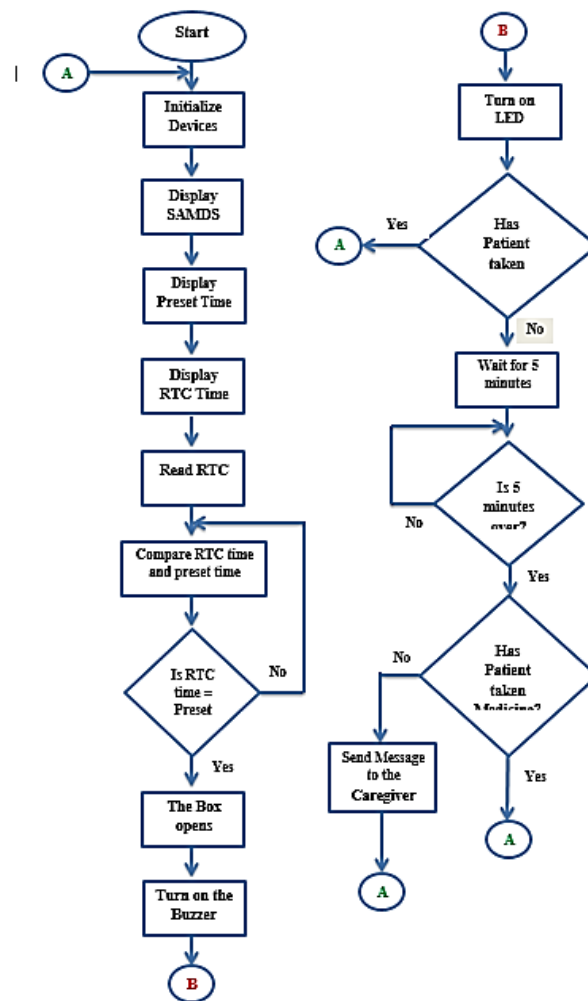 Start
A
Initialize
Devices
Display
SAMDS
Display
Preset Time
Display
RTC Time
Read RTC
Compare RTC time
and preset time
Is RTC
time =
Preset
No
Yes
The Box
opens
Turn on the
Buzzer
B
B
Turn on
LED
Has
Patient
taken
Yes
A
No
Wait for 5
minutes
Is 5
minutes
over?
No
Yes
Has
Patient
taken
Medicine?
No
Send Message
to the
Caregiver
A
Yes
A